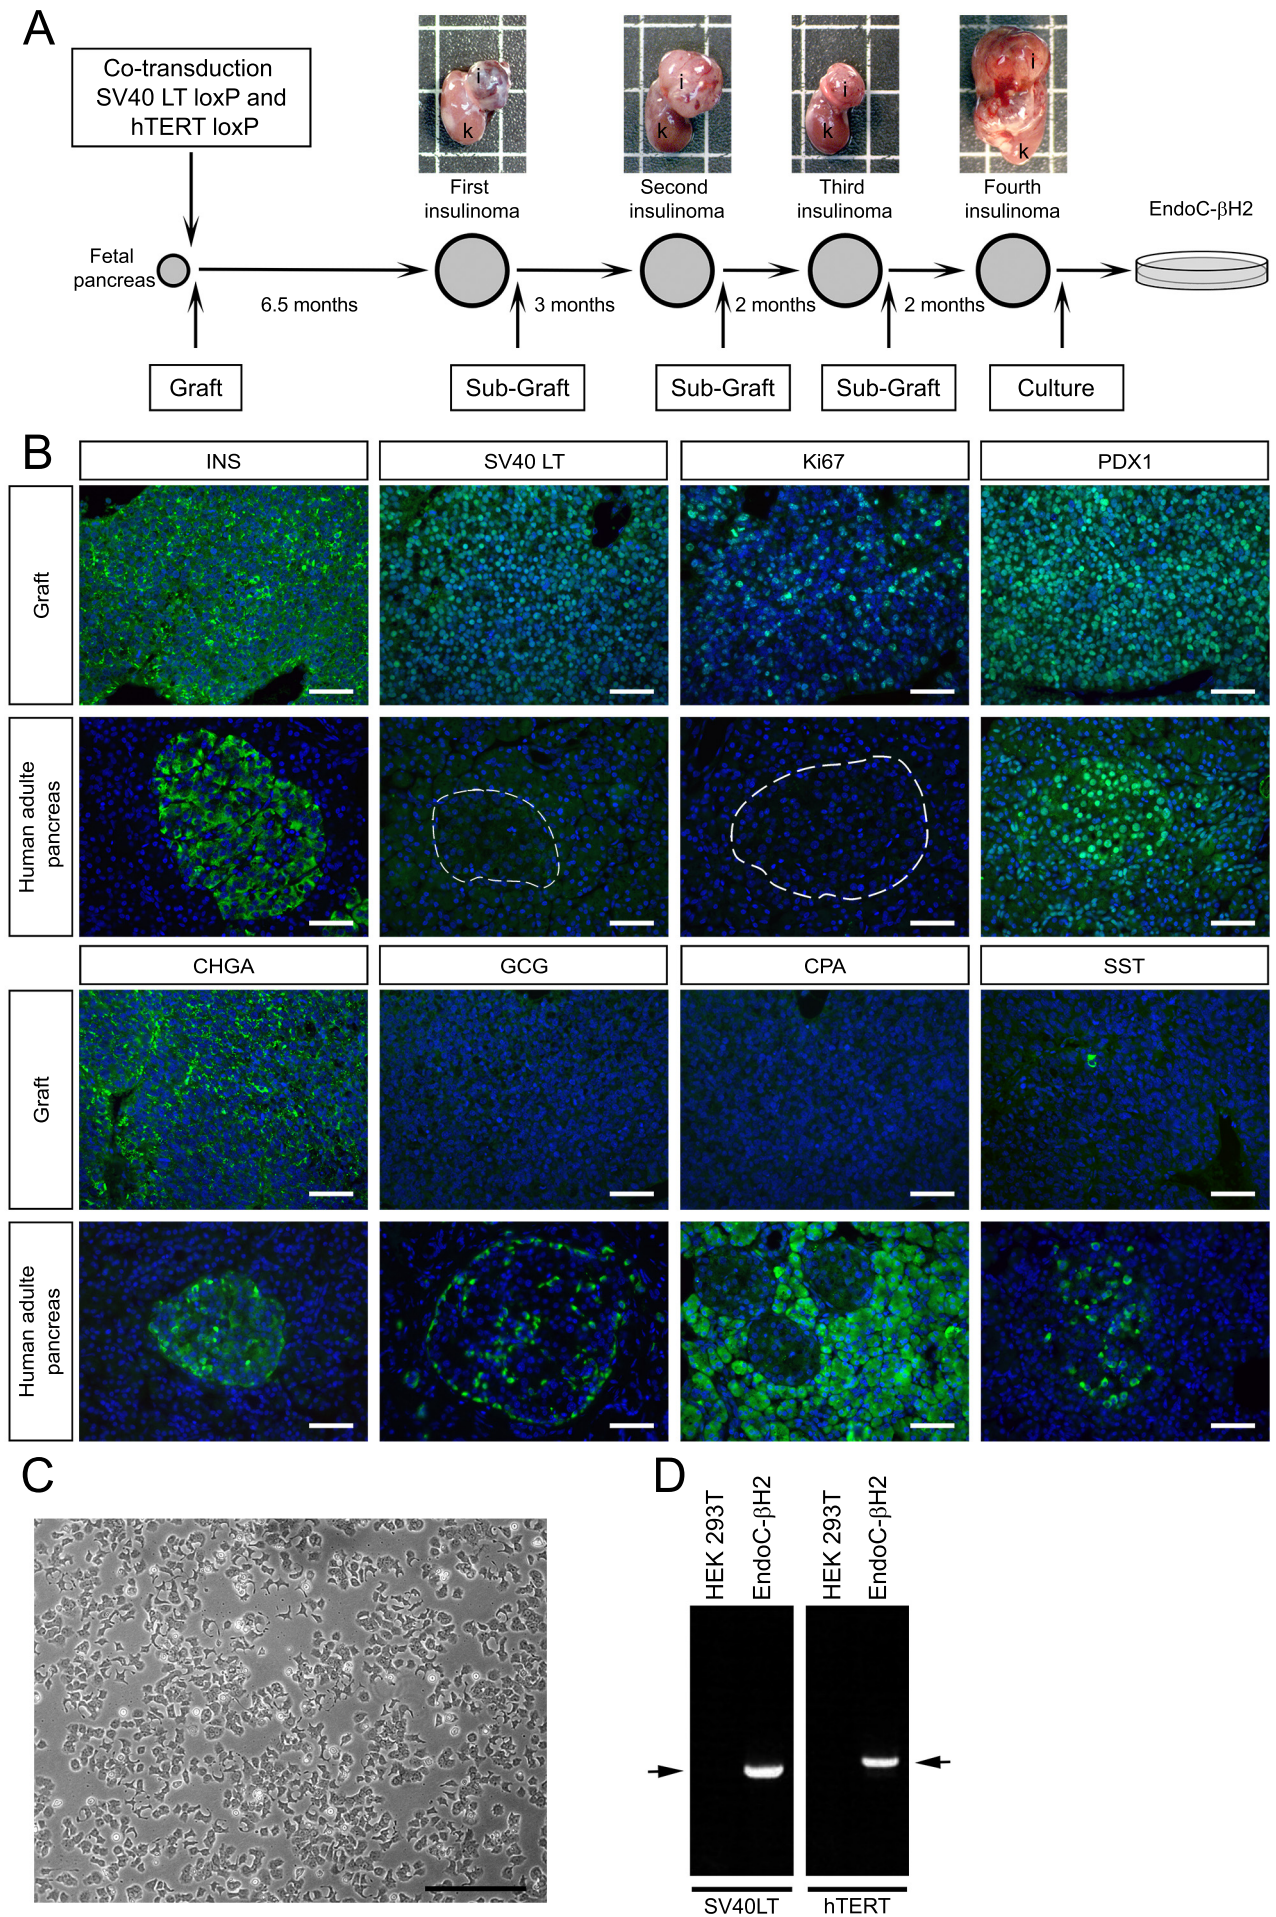 A
Co-transduction
SV40 LT loxP and
hTERT loxP
i
k
i
k
i
k
i
k
First
insulinoma
Second
insulinoma
Third
insulinoma
Fourth
insulinoma
EndoC-βH2
Fetal
pancreas
6.5 months
3 months
2 months
2 months
Graft
Sub-Graft
Sub-Graft
Sub-Graft
Culture
B
INS
SV40 LT
Ki67
PDX1
Graft
Human adulte
pancreas
CHGA
GCG
CPA
SST
Graft
Human adulte
pancreas
C
D
HEK 293T
EndoC-βH2
HEK 293T
EndoC-βH2
SV40LT
hTERT